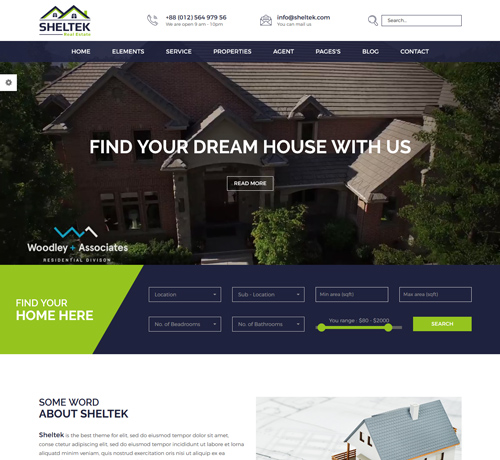 SHELTEK
Real Estate
+88 (012) 564 979 56
We are open 9 am - 10pm
info@sheltek.com
You can mail us
Search..
HOME ELEMENTS SERVICE PROPERTIES AGENT PAGES'S BLOG CONTACT
FIND YOUR DREAM HOUSE WITH US
READ MORE
Woodley + Associates
RESIDENTIAL DIVISON
FIND YOUR
HOME HERE
Location
Sub - Location
Min area (sqft)
Max area (sqft)
No. of Beadrooms
No. of Bathrooms
You range : $80 - $2000
SEARCH
SOME WORD
ABOUT SHELTEK
Sheltek is the best theme for elit, sed do eiusmod tempor dolor sit amet,
conse ctetur adipiscing elit, sed do eiusmod tempor incididunt ut labore et lorna
aliquatd minim veniam, quis nostrud exercitation oris nisi ut aliquip ex ea